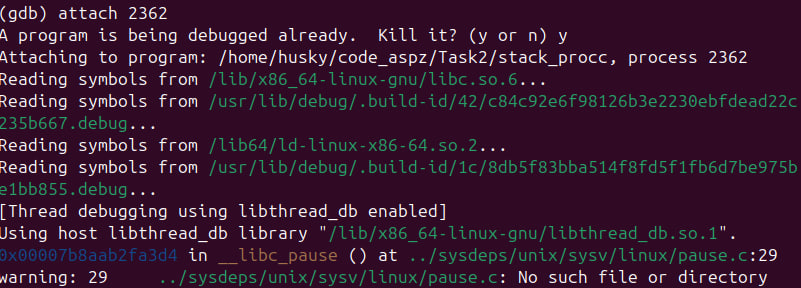 (gdb) attach 2362
A program is being debugged already.  Kill it? (y or n) y
Attaching to program: /home/husky/code_aspz/Task2/stack_procc, process 2362
Reading symbols from /lib/x86_64-linux-gnu/libc.so.6...
Reading symbols from /usr/lib/debug/.build-id/42/c84c92e6f98126b3e2230ebfdead22c
235b667.debug...
Reading symbols from /lib64/ld-linux-x86-64.so.2...
Reading symbols from /usr/lib/debug/.build-id/1c/8db5f83bba514f8fd5f1fb6d7be975b
e1bb855.debug...
[Thread debugging using libthread_db enabled]
Using host libthread_db library "/lib/x86_64-linux-gnu/libthread_db.so.1".
0x00007b8aab2fa3d4 in __libc_pause () at ../sysdeps/unix/sysv/linux/pause.c:29
warning: 29     ../sysdeps/unix/sysv/linux/pause.c: No such file or directory